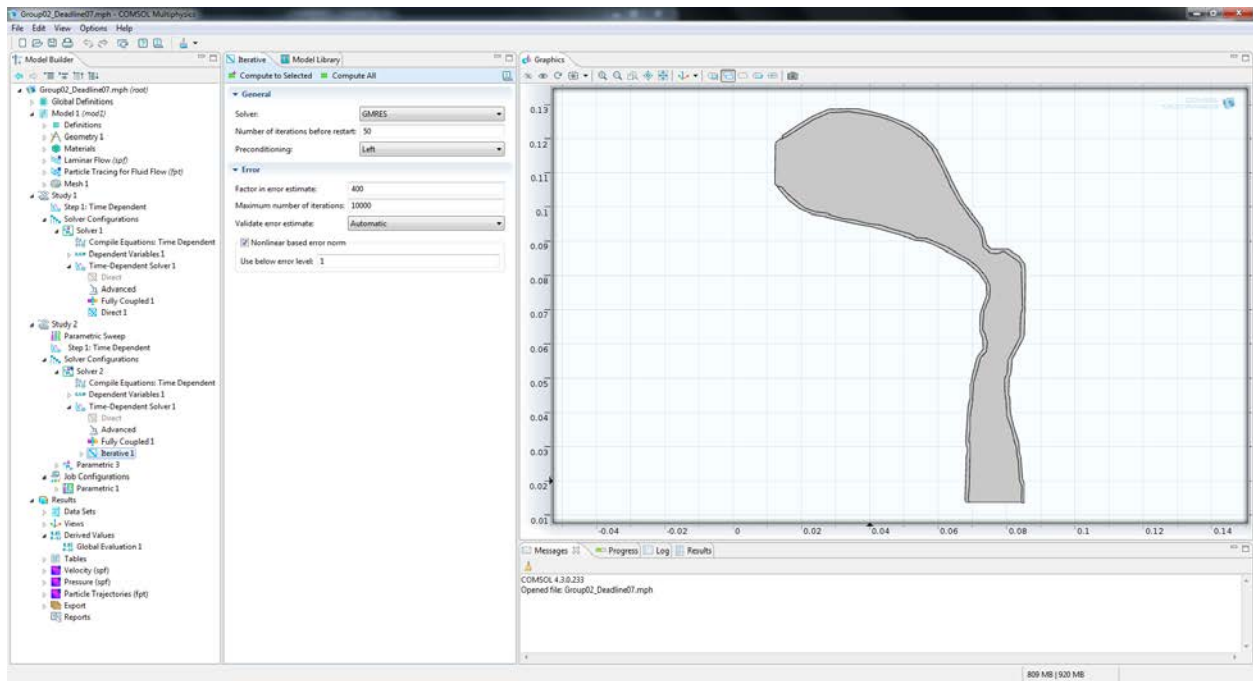 Group02_Deadline07.mph - COMSOL Multiphysics
File Edit View Options Help
Model Builder
Group02_Deadline07.mph (root)
Global Definitions
Model 1 (mod1)
Definitions
Geometry 1
Materials
Laminar Flow (spf)
Particle Tracing for Fluid Flow (fpt)
Mesh 1
Study 1
Step 1: Time Dependent
Solver Configurations
Solver 1
Compile Equations: Time Dependent
Dependent Variables 1
Time-Dependent Solver 1
Direct
Advanced
Fully Coupled 1
Direct 1
Study 2
Parametric Sweep
Step 1: Time Dependent
Solver Configurations
Solver 2
Compile Equations: Time Dependent
Dependent Variables 1
Time-Dependent Solver 1
Direct
Advanced
Fully Coupled 1
Iterative 1
Parametric 3
Job Configurations
Parametric 1
Results
Data Sets
Views
Derived Values
Global Evaluation 1
Tables
Velocity (spf)
Pressure (spf)
Particle Trajectories (fpt)
Export
Reports
Iterative Model Library
Compute to Selected Compute All
General
Solver: GMRES
Number of iterations before restart: 50
Preconditioning: Left
Error
Factor in error estimate: 400
Maximum number of iterations: 10000
Validate error estimate: Automatic
Nonlinear based error norm
Use below error level: 1
Graphics
0.13
0.12
0.11
0.1
0.09
0.08
0.07
0.06
0.05
0.04
0.03
0.02
0.01
-0.04 -0.02 0 0.02 0.04 0.06 0.08 0.1 0.12 0.14
Messages Progress Log Results
COMSOL 4.3.0.233
Opened file: Group02_Deadline07.mph
809 MB | 920 MB